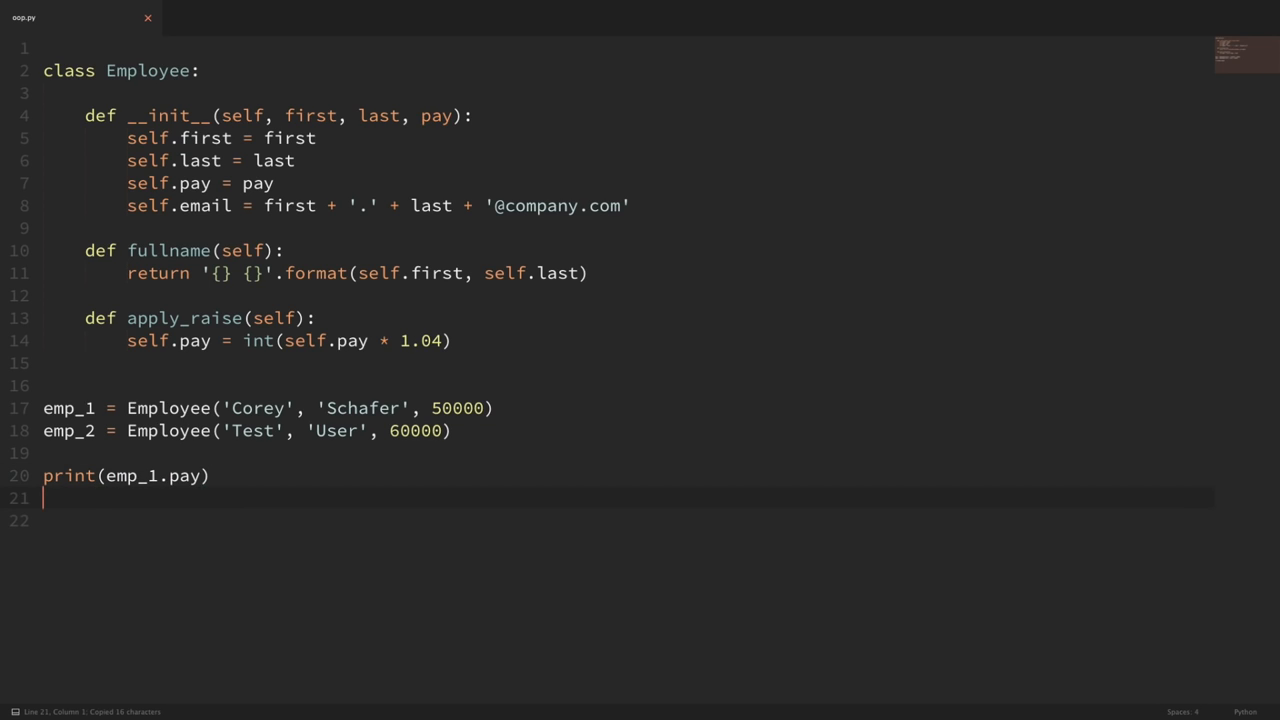 oop.py
1
2 class Employee:
3
4     def __init__(self, first, last, pay):
5         self.first = first
6         self.last = last
7         self.pay = pay
8         self.email = first + '.' + last + '@company.com'
9
10     def fullname(self):
11         return '{} {}'.format(self.first, self.last)
12
13     def apply_raise(self):
14         self.pay = int(self.pay * 1.04)
15
16
17 emp_1 = Employee('Corey', 'Schafer', 50000)
18 emp_2 = Employee('Test', 'User', 60000)
19
20 print(emp_1.pay)
21
22
Line 21, Column 1: Copied 16 characters
Spaces: 4
Python